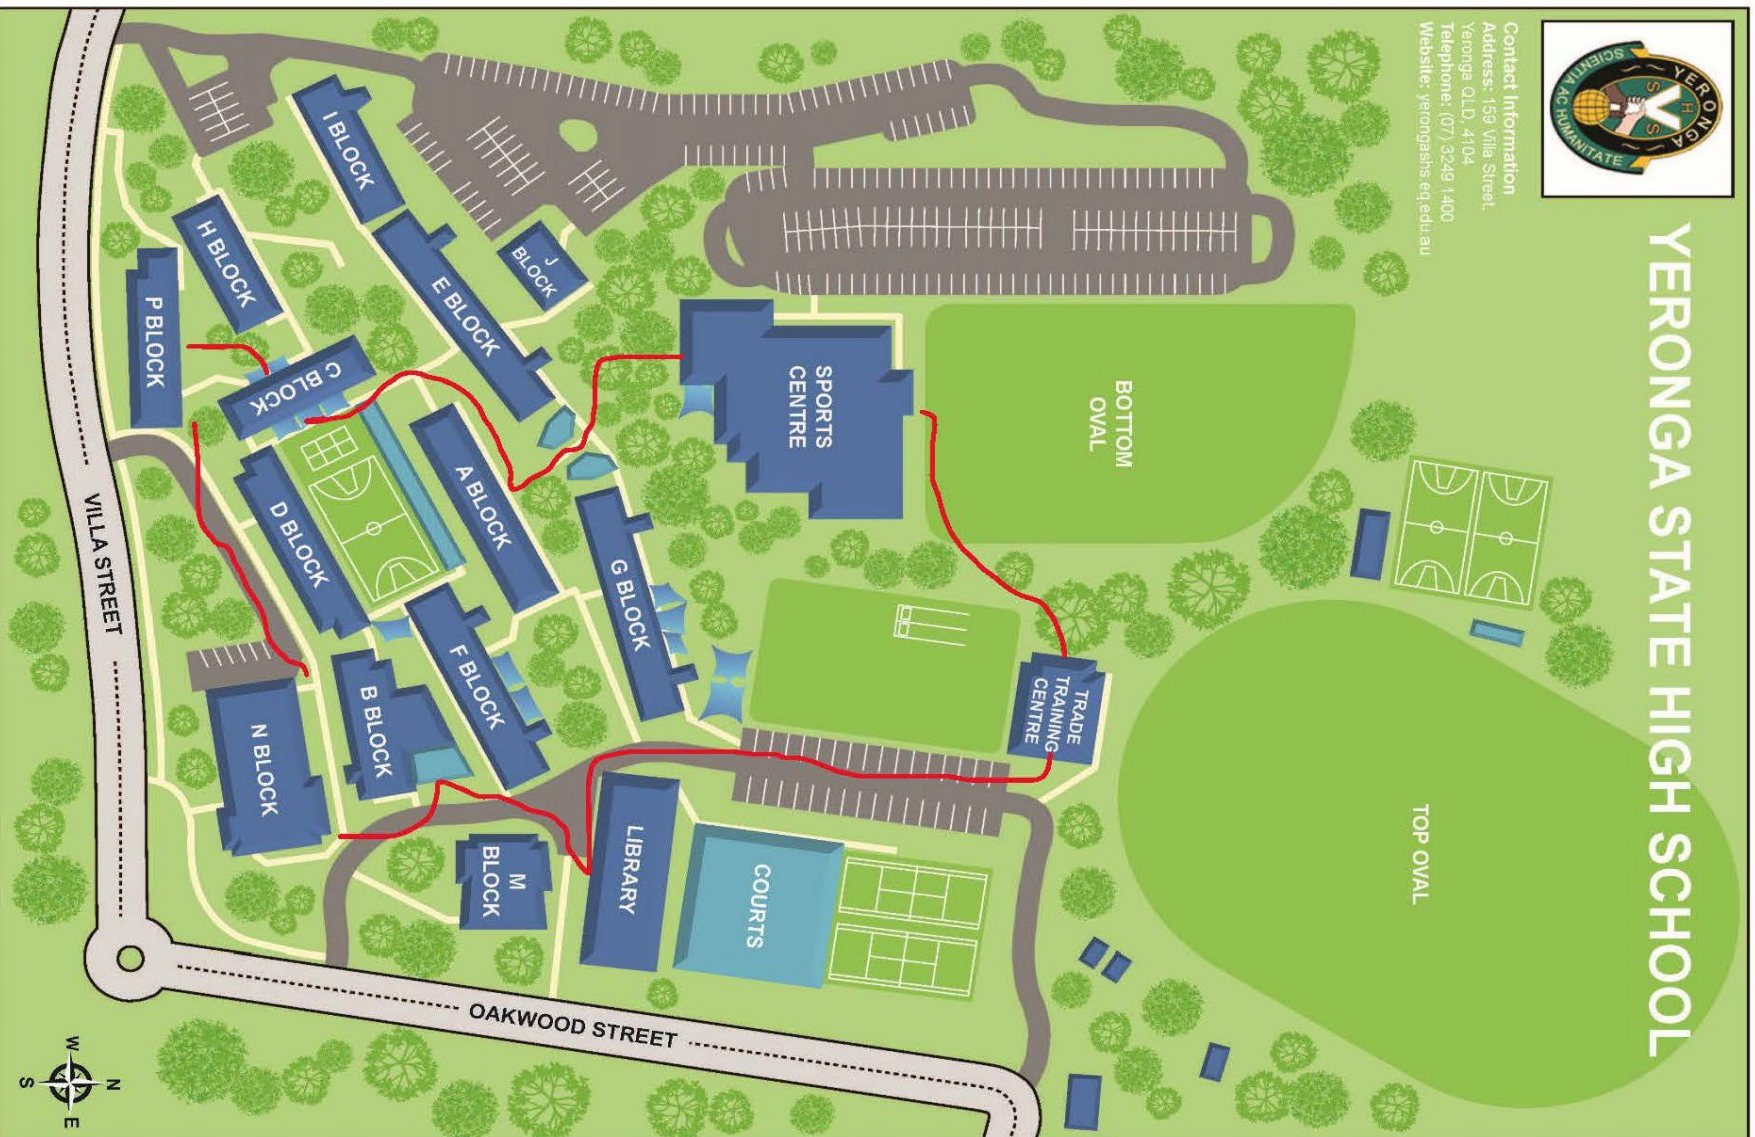 YERONGA STATE HIGH SCHOOL
YERONGA
S H S
SCIENTIA AC HUMANITATE
Contact Information
Address: 159 Villa Street,
Yeronga QLD, 4104
Telephone: (07) 3249 1400
Website: yerongashs.eq.edu.au
I BLOCK
H BLOCK
P BLOCK
E BLOCK
J
BLOCK
C BLOCK
SPORTS
CENTRE
BOTTOM
OVAL
A BLOCK
D BLOCK
G BLOCK
F BLOCK
B BLOCK
N BLOCK
TRADE
TRAINING
CENTRE
TOP OVAL
M
BLOCK
LIBRARY
COURTS
VILLA STREET
OAKWOOD STREET
N
W
E
S